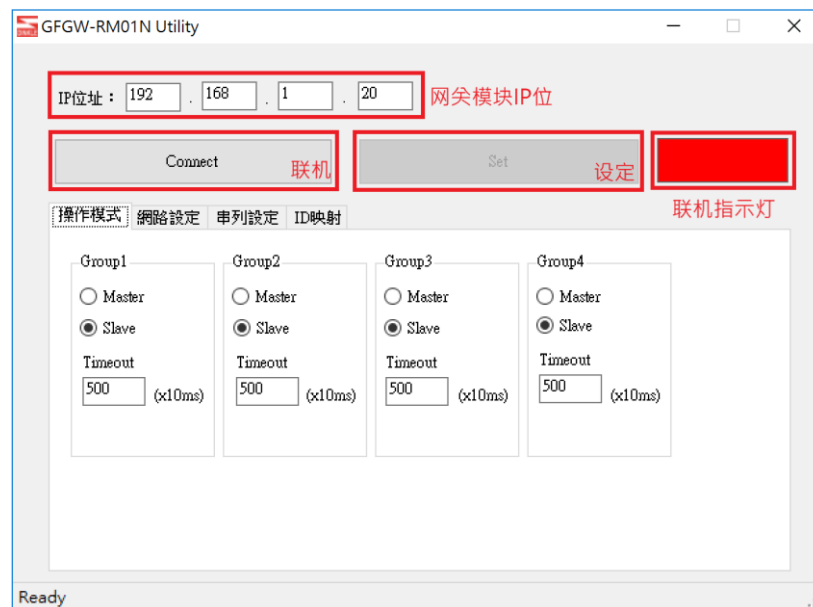 GFGW-RM01N Utility
IP位址： 192 . 168 . 1 . 20 网关模块IP位
Connect 联机 Set 设定
联机指示灯
操作模式 網路設定 串列設定 ID映射
Group1 Group2 Group3 Group4
Master Master Master Master
Slave Slave Slave Slave
Timeout Timeout Timeout Timeout
500 (x10ms) 500 (x10ms) 500 (x10ms) 500 (x10ms)
Ready